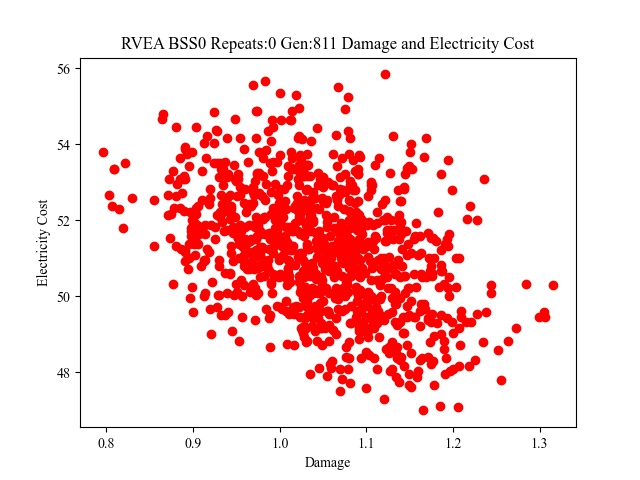 RVEA BSS0 Repeats:0 Gen:811 Damage and Electricity Cost
56
54
52
50
48
Electricity Cost
0.8 0.9 1.0 1.1 1.2 1.3
Damage